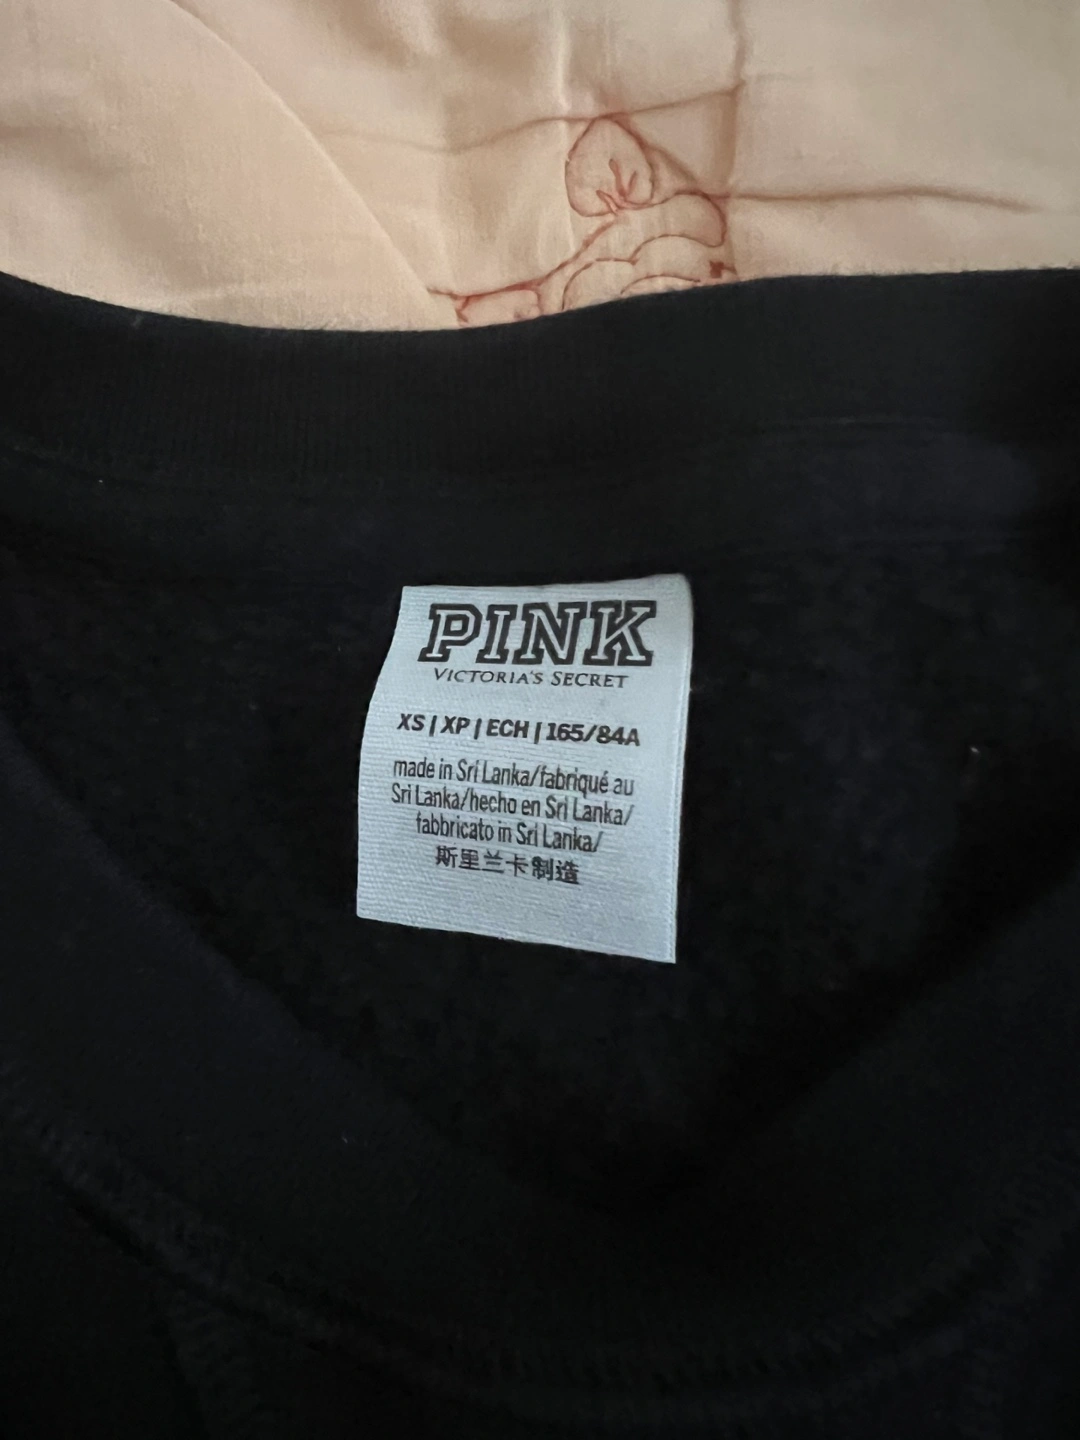 PINK
VICTORIA'S SECRET
XS | XP | ECH | 165/84A
made in Sri Lanka/fabriqué au
Sri Lanka/hecho en Sri Lanka/
fabbricato in Sri Lanka/
斯里兰卡制造